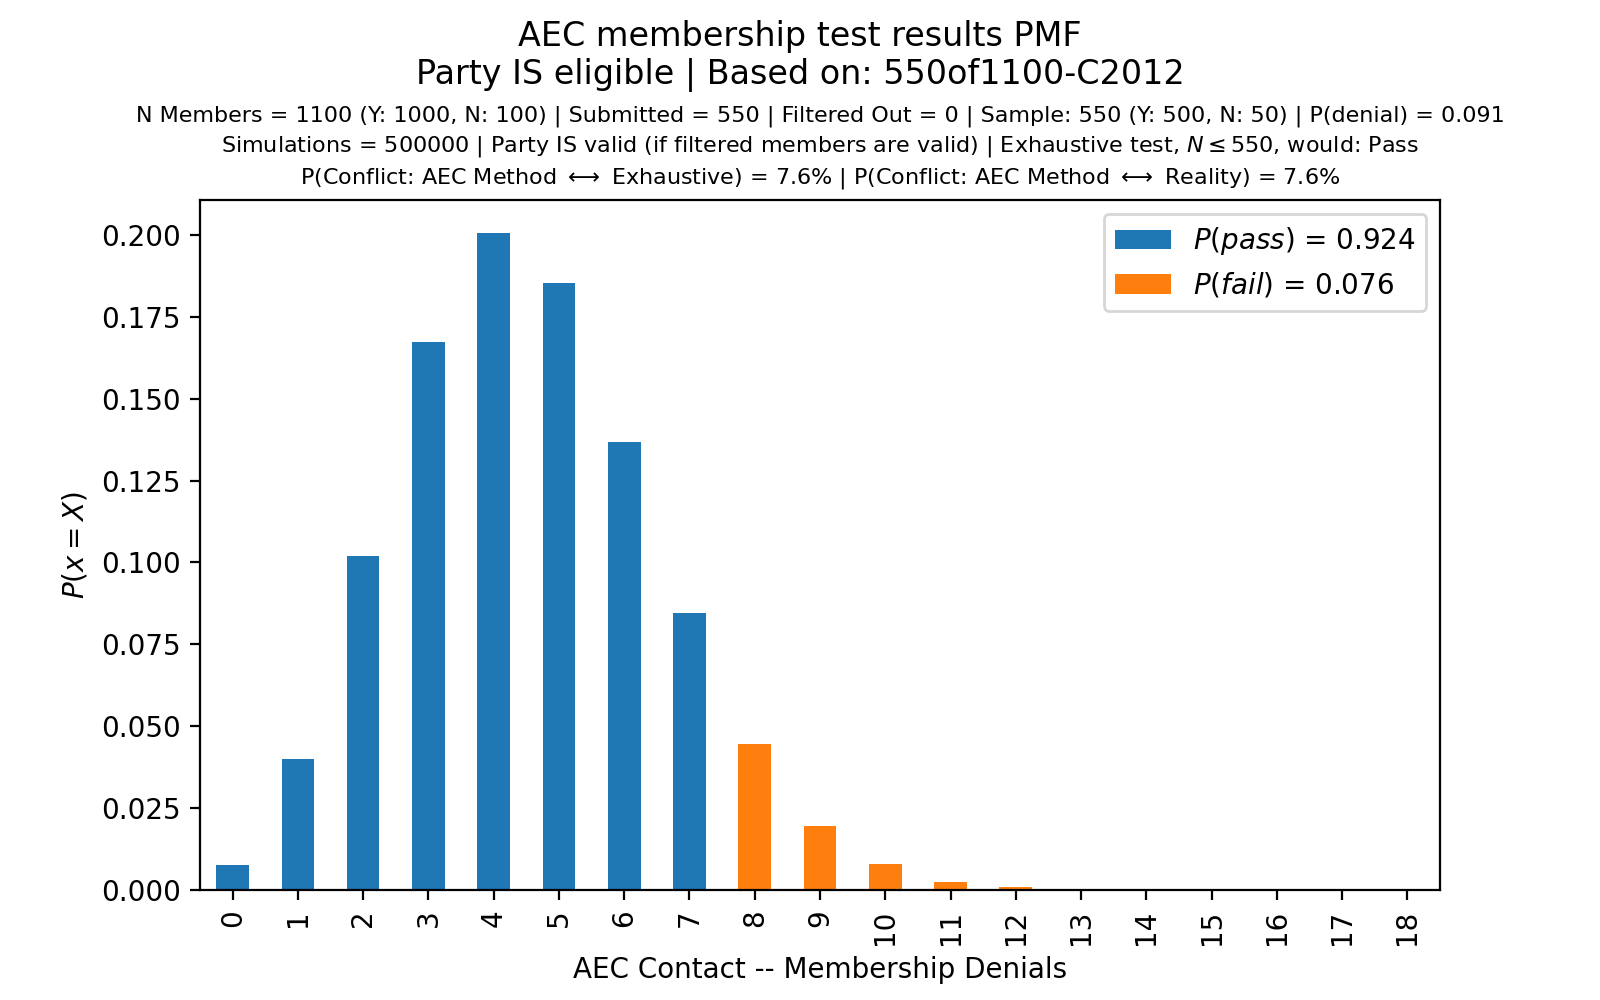 AEC membership test results PMF
Party IS eligible | Based on: 550of1100-C2012
N Members = 1100 (Y: 1000, N: 100) | Submitted = 550 | Filtered Out = 0 | Sample: 550 (Y: 500, N: 50) | P(denial) = 0.091
Simulations = 500000 | Party IS valid (if filtered members are valid) | Exhaustive test, N ≤ 550, would: Pass
P(Conflict: AEC Method ⟷ Exhaustive) = 7.6% | P(Conflict: AEC Method ⟷ Reality) = 7.6%
P(pass) = 0.924
P(fail) = 0.076
0.200
0.175
0.150
0.125
0.100
0.075
0.050
0.025
0.000
P(x = X)
0 1 2 3 4 5 6 7 8 9 10 11 12 13 14 15 16 17 18
AEC Contact -- Membership Denials